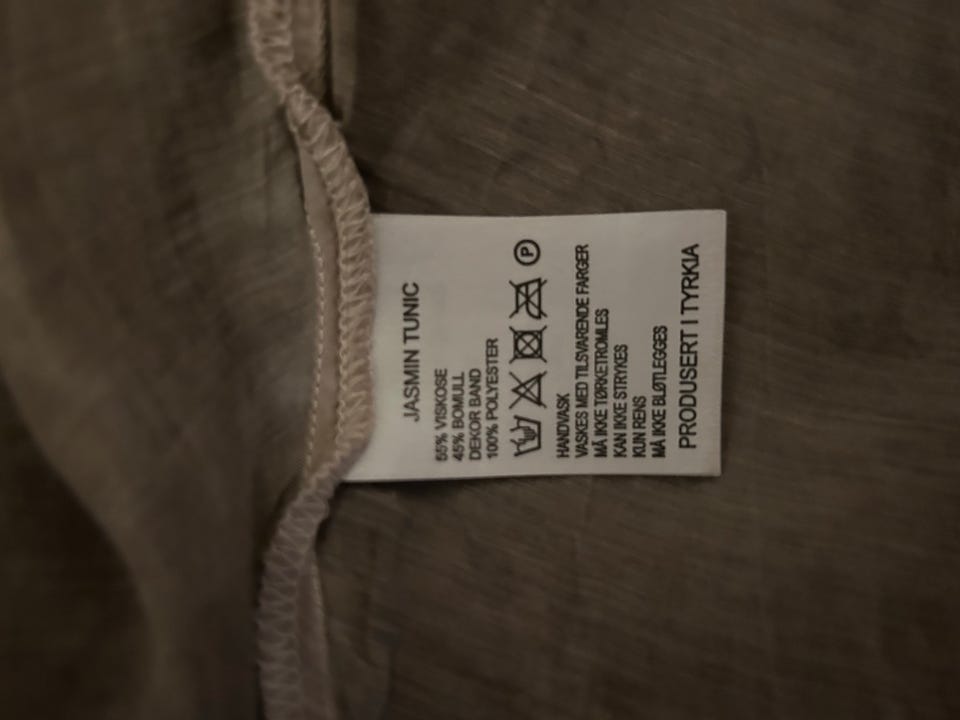 JASMIN TUNIC
55% VISKOSE
45% BOMULL
DEKOR BAND
100% POLYESTER
P
HANDVASK
VASKES MED TILSVARENDE FARGER
MÅ IKKE TØRKETROMLES
KAN IKKE STRYKES
KUN RENS
MÅ IKKE BLØTLEGGES
PRODUSERT I TYRKIA